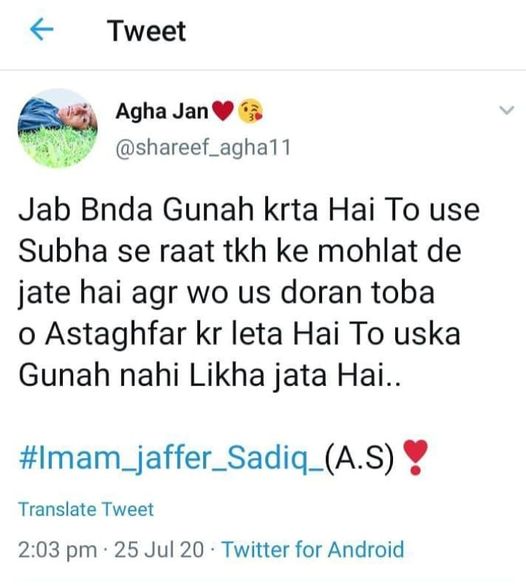 Tweet
Agha Jan❤️😘
@shareef_agha11
Jab Bnda Gunah krta Hai To use
Subha se raat tkh ke mohlat de
jate hai agr wo us doran toba
o Astaghfar kr leta Hai To uska
Gunah nahi Likha jata Hai..
#Imam_jaffer_Sadiq_(A.S)❣️
Translate Tweet
2:03 pm · 25 Jul 20 · Twitter for Android